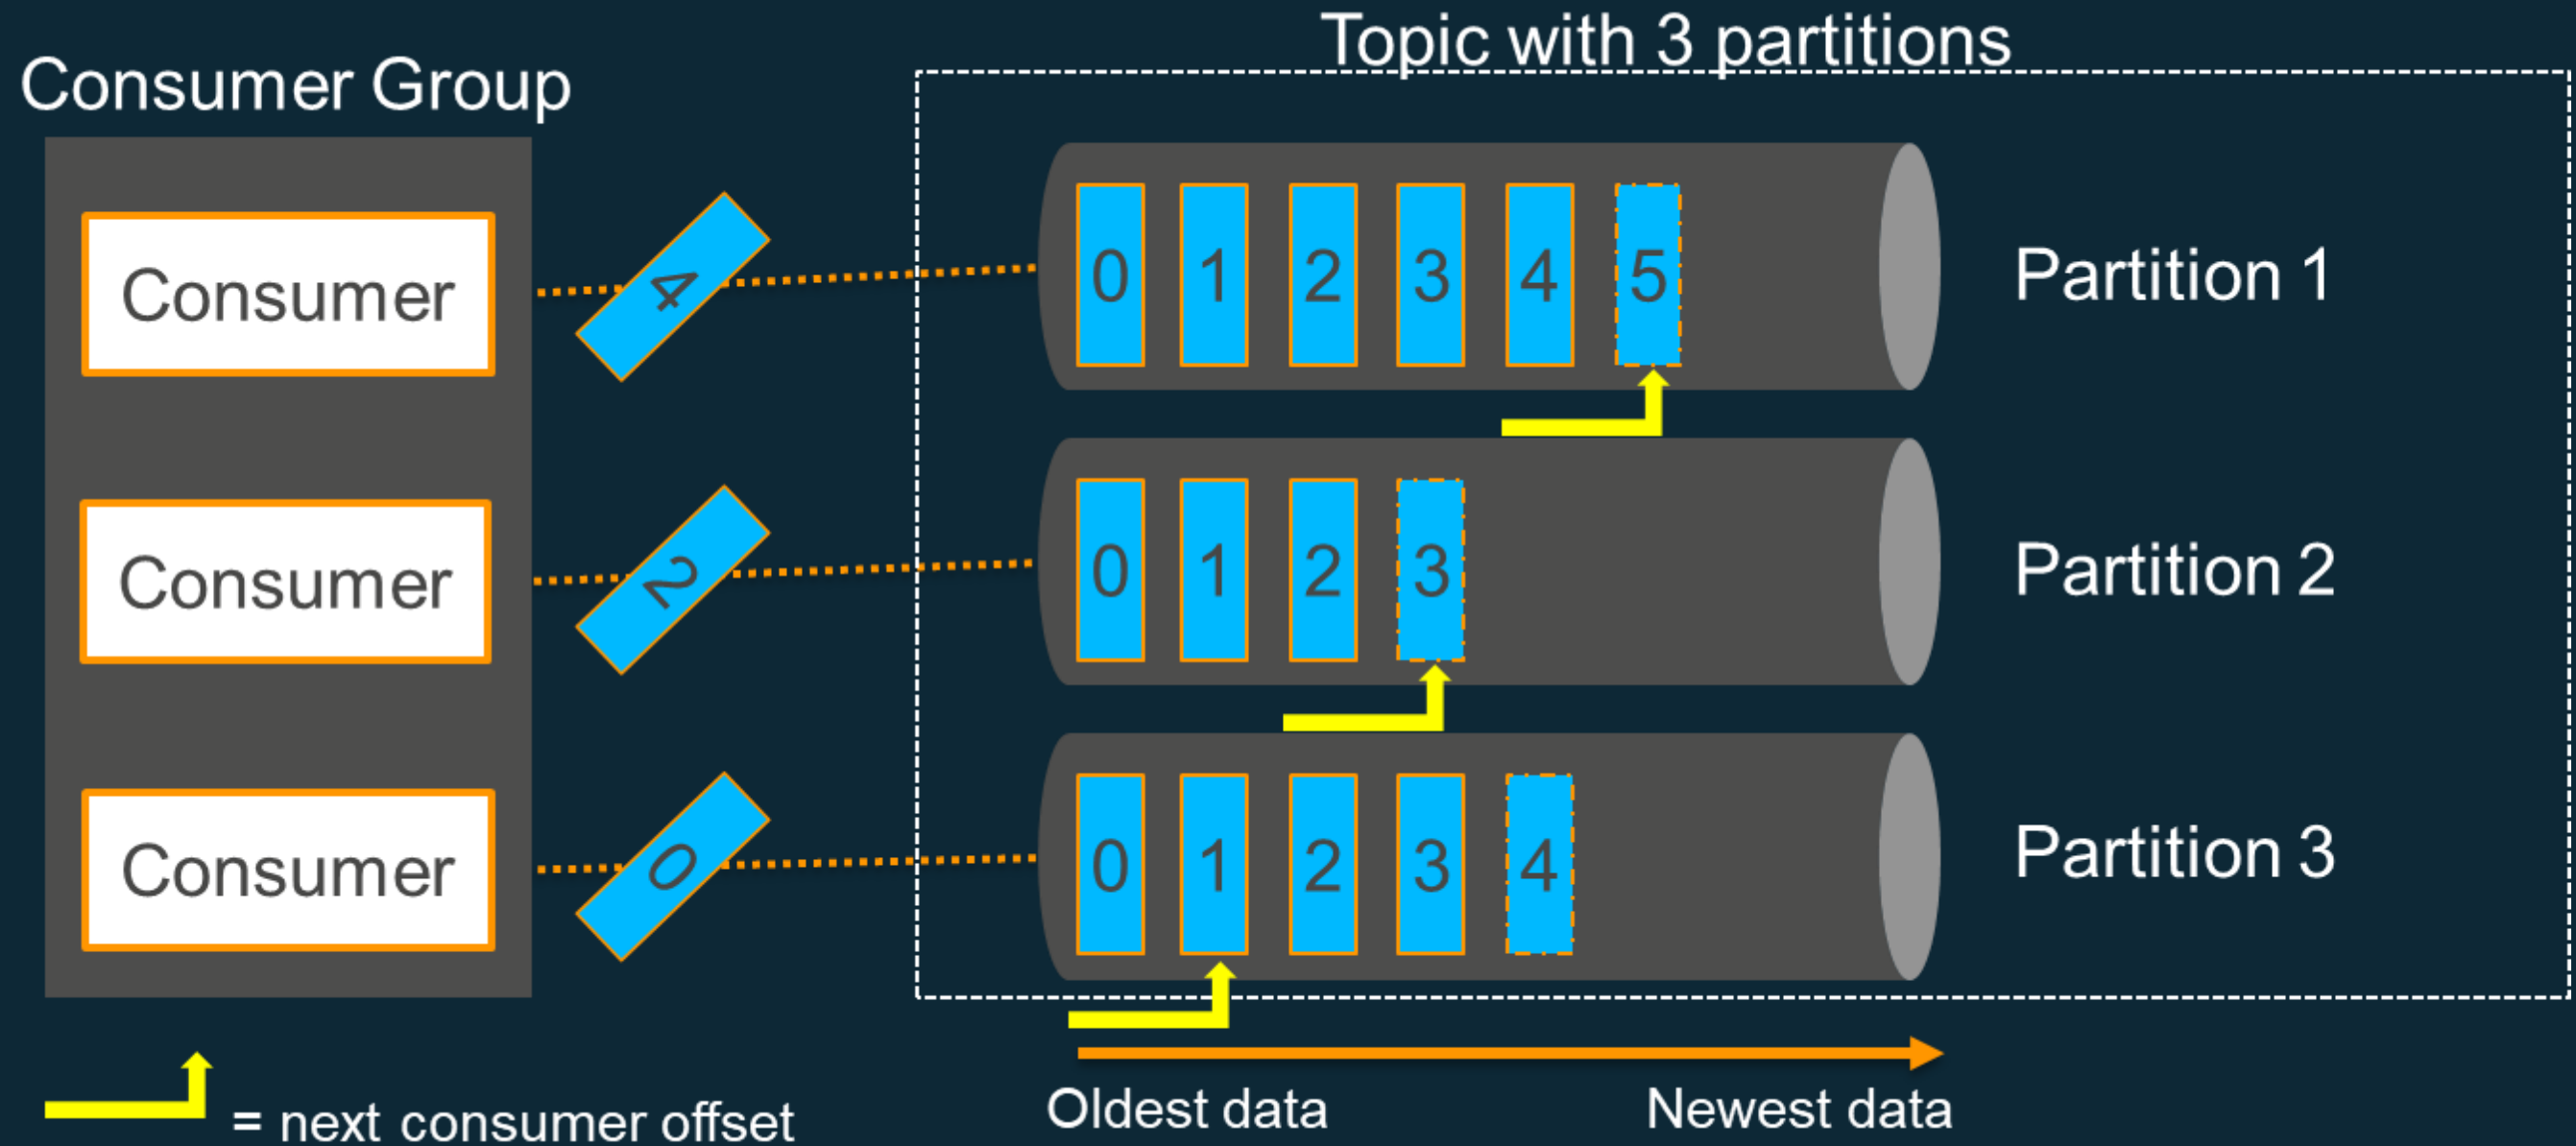 Topic with 3 partitions
Consumer Group
Consumer
4
0 1 2 3 4 5
Partition 1
Consumer
2
0 1 2 3
Partition 2
Consumer
0
0 1 2 3 4
Partition 3
= next consumer offset
Oldest data
Newest data